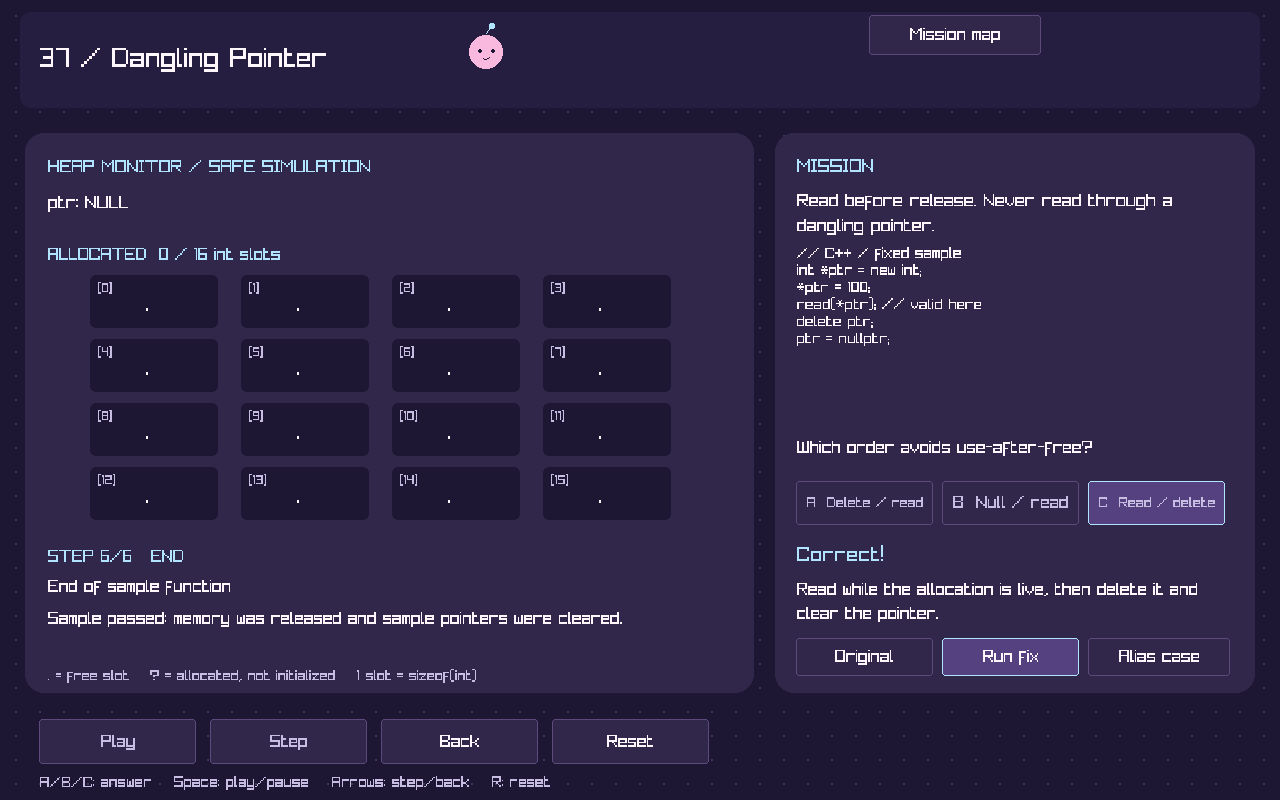 37 / Dangling Pointer
Mission map
HEAP MONITOR / SAFE SIMULATION
ptr: NULL
ALLOCATED 0 / 16 int slots
[0] . [1] . [2] . [3] .
[4] . [5] . [6] . [7] .
[8] . [9] . [10] . [11] .
[12] . [13] . [14] . [15] .
STEP 6/6 END
End of sample function
Sample passed: memory was released and sample pointers were cleared.
. = free slot ? = allocated, not initialized 1 slot = sizeof(int)
MISSION
Read before release. Never read through a
dangling pointer.
// C++ / fixed sample
int *ptr = new int;
*ptr = 100;
read(*ptr); // valid here
delete ptr;
ptr = nullptr;
Which order avoids use-after-free?
A Delete / read B Null / read C Read / delete
Correct!
Read while the allocation is live, then delete it and
clear the pointer.
Original Run fix Alias case
Play Step Back Reset
A/B/C: answer Space: play/pause Arrows: step/back R: reset